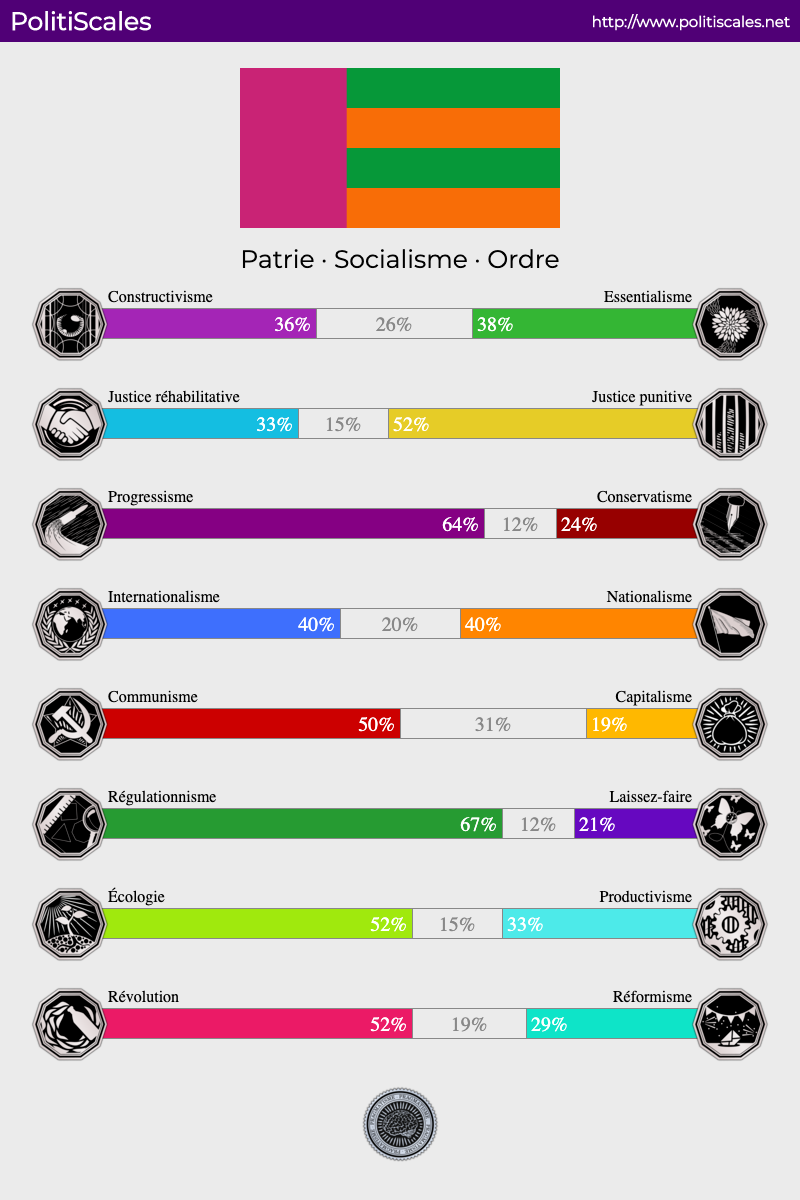 PolitiScales
http://www.politiscales.net
Patrie · Socialisme · Ordre
Constructivisme Essentialisme
36% 26% 38%
Justice réhabilitative Justice punitive
33% 15% 52%
Progressisme Conservatisme
64% 12% 24%
Internationalisme Nationalisme
40% 20% 40%
Communisme Capitalisme
50% 31% 19%
Régulationnisme Laissez-faire
67% 12% 21%
Écologie Productivisme
52% 15% 33%
Révolution Réformisme
52% 19% 29%